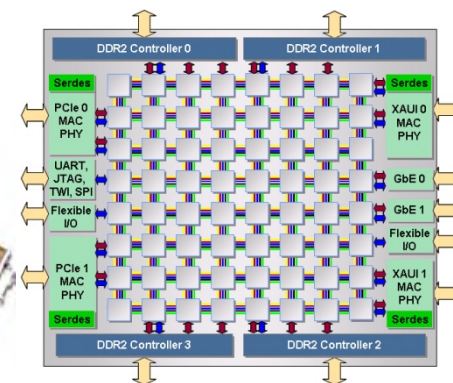 DDR2 Controller 0
DDR2 Controller 1
Serdes
PCIe 0
MAC
PHY
UART,
JTAG,
TWI, SPI
Flexible
I/O
PCIe 1
MAC
PHY
Serdes
Serdes
XAUI 0
MAC
PHY
GbE 0
GbE 1
Flexible
I/O
XAUI 1
MAC
PHY
Serdes
DDR2 Controller 3
DDR2 Controller 2